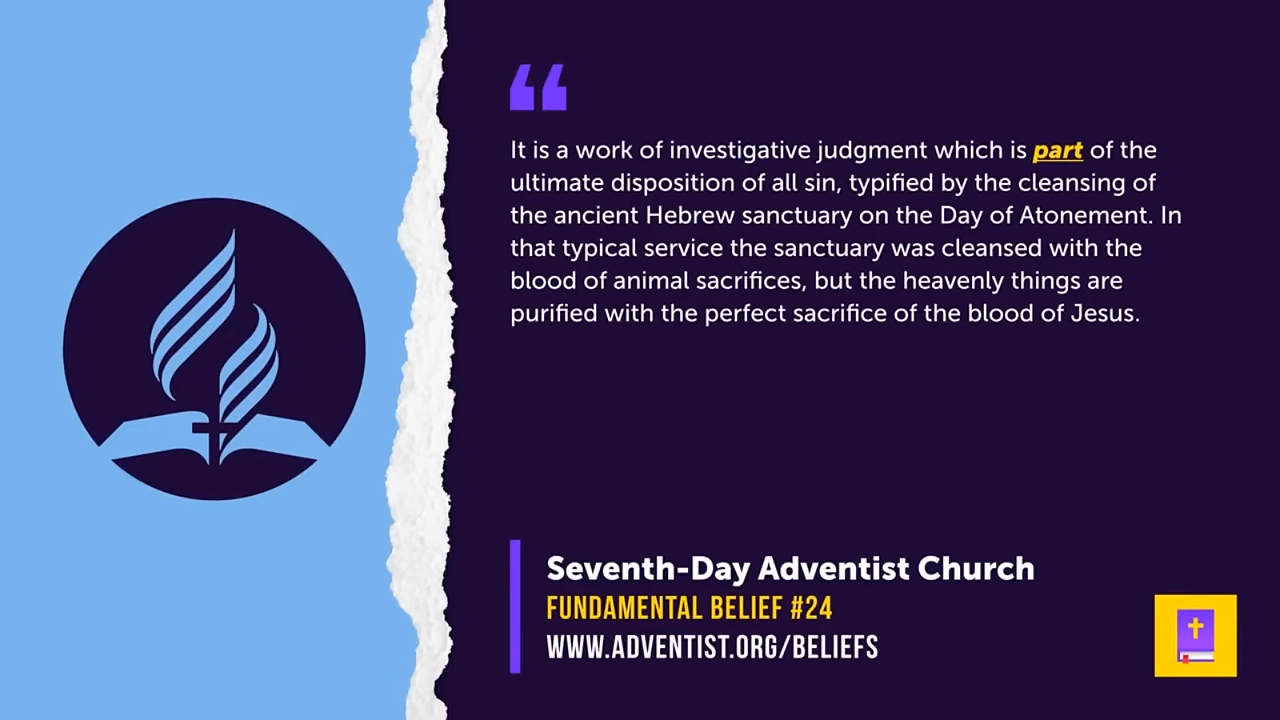 “
It is a work of investigative judgment which is part of the
ultimate disposition of all sin, typified by the cleansing of
the ancient Hebrew sanctuary on the Day of Atonement. In
that typical service the sanctuary was cleansed with the
blood of animal sacrifices, but the heavenly things are
purified with the perfect sacrifice of the blood of Jesus.
Seventh-Day Adventist Church
FUNDAMENTAL BELIEF #24
WWW.ADVENTIST.ORG/BELIEFS